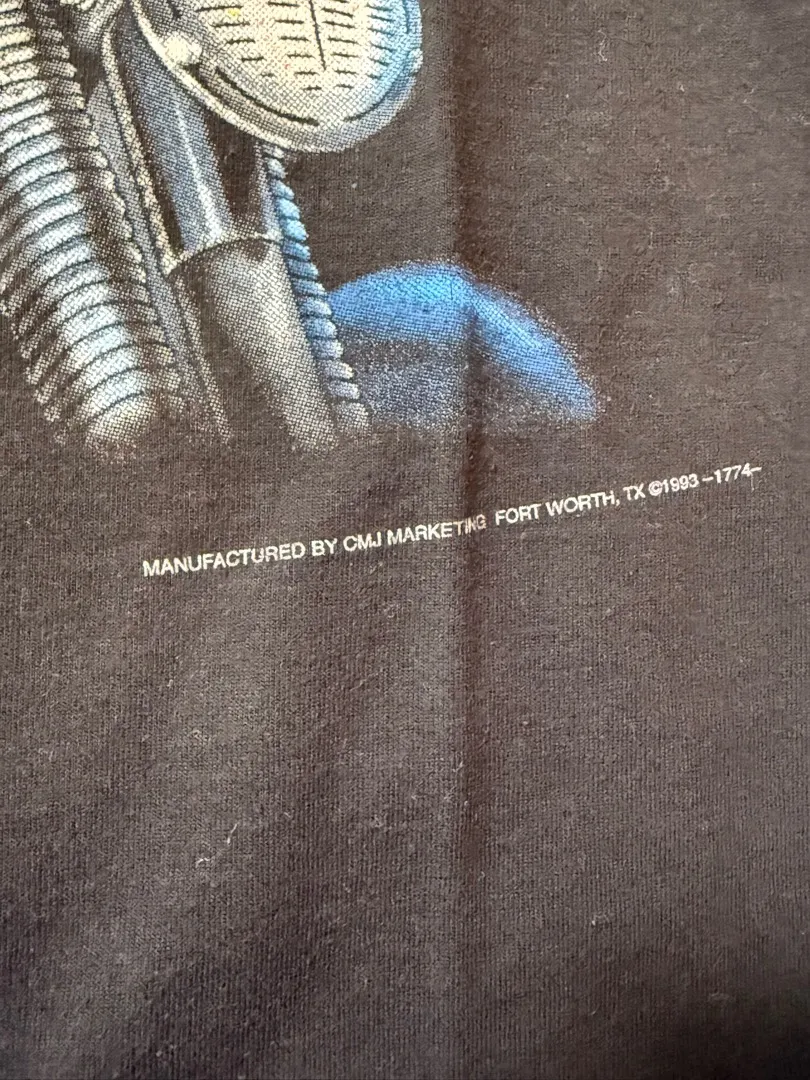 MANUFACTURED BY CMJ MARKETING FORT WORTH, TX ©1993 –1774–